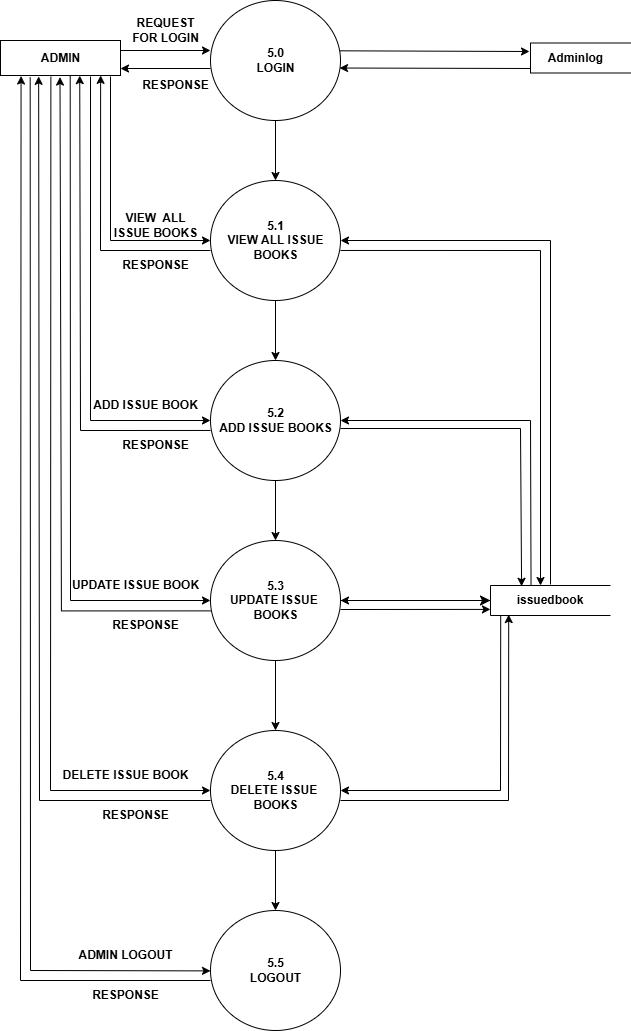 REQUEST
FOR LOGIN
ADMIN
5.0
LOGIN
Adminlog
RESPONSE
VIEW ALL
ISSUE BOOKS
5.1
VIEW ALL ISSUE
BOOKS
RESPONSE
ADD ISSUE BOOK
5.2
ADD ISSUE BOOKS
RESPONSE
UPDATE ISSUE BOOK
5.3
UPDATE ISSUE
BOOKS
issuedbook
RESPONSE
DELETE ISSUE BOOK
5.4
DELETE ISSUE
BOOKS
RESPONSE
ADMIN LOGOUT
5.5
LOGOUT
RESPONSE